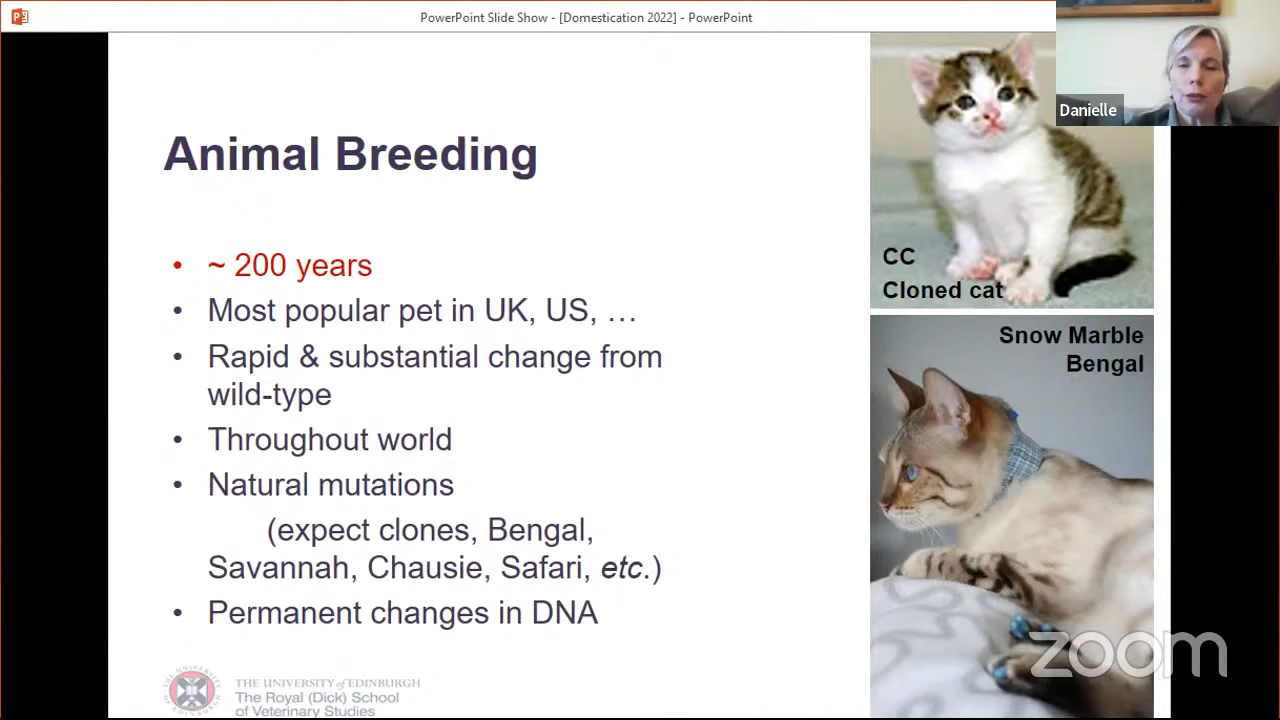 PowerPoint Slide Show - [Domestication 2022] - PowerPoint
Danielle
Animal Breeding
• ~ 200 years
• Most popular pet in UK, US, …
• Rapid & substantial change from
wild-type
• Throughout world
• Natural mutations
(expect clones, Bengal,
Savannah, Chausie, Safari, etc.)
• Permanent changes in DNA
CC
Cloned cat
Snow Marble
Bengal
THE UNIVERSITY of EDINBURGH
The Royal (Dick) School
of Veterinary Studies
zoom